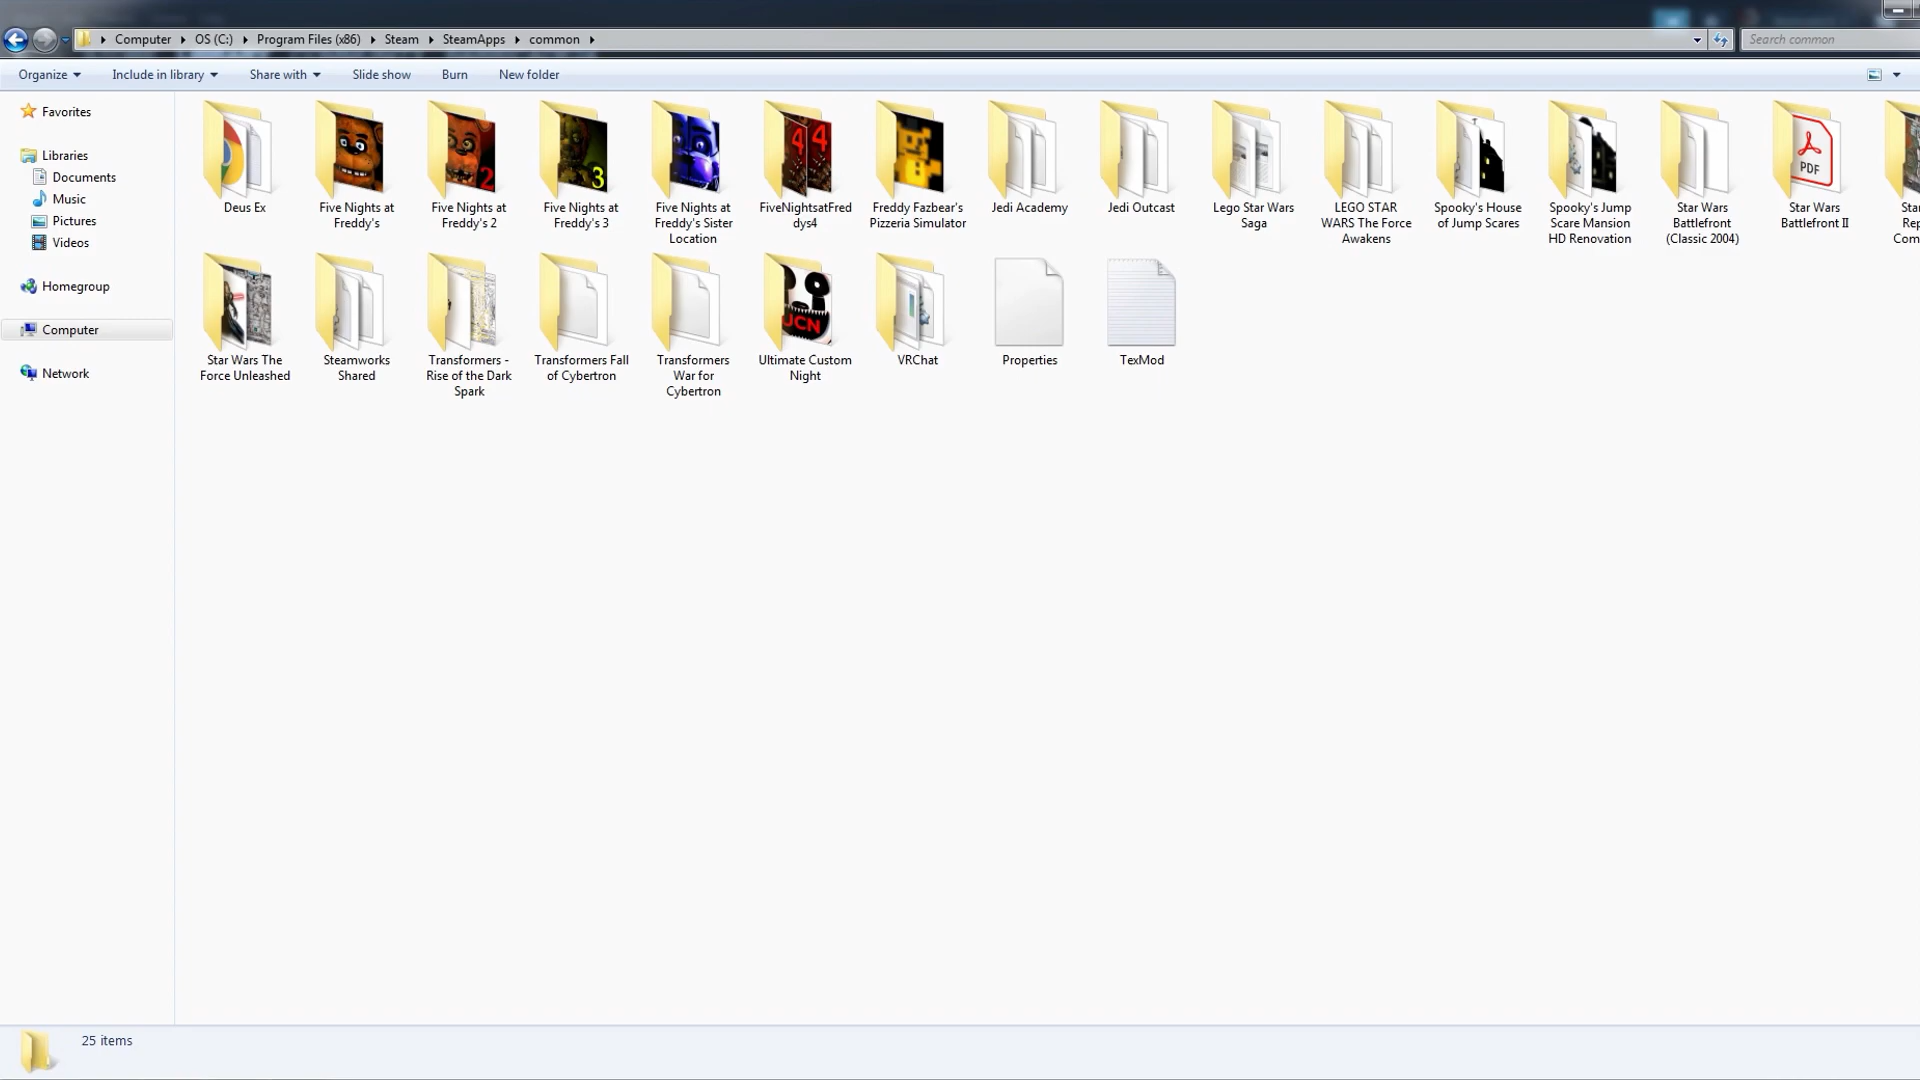 Computer OS (C:) Program Files (x86) Steam SteamApps common Search common
Organize Include in library Share with Slide show Burn New folder
Favorites
Libraries
Documents
Music
Pictures
Videos
Homegroup
Computer
Network
Deus Ex
Five Nights at
Freddy's
Five Nights at
Freddy's 2
2
Five Nights at
Freddy's 3
3
Five Nights at
Freddy's Sister
Location
4 4
FiveNightsatFred
dys4
Freddy Fazbear's
Pizzeria Simulator
Jedi Academy
Jedi Outcast
Lego Star Wars
Saga
LEGO STAR
WARS The Force
Awakens
Spooky's House
of Jump Scares
Spooky's Jump
Scare Mansion
HD Renovation
Star Wars
Battlefront
(Classic 2004)
PDF
Star Wars
Battlefront II
Star Wars The
Force Unleashed
Steamworks
Shared
Transformers -
Rise of the Dark
Spark
Transformers Fall
of Cybertron
Transformers
War for
Cybertron
UCN
Ultimate Custom
Night
VRChat
Properties
TexMod
25 items